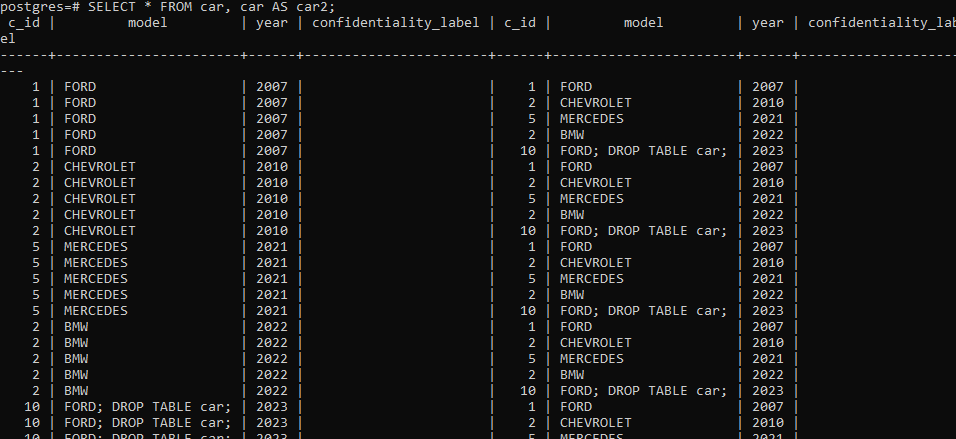 postgres=# SELECT * FROM car, car AS car2;
 c_id |         model          | year | confidentiality_label | c_id |         model          | year | confidentiality_lab
el
------+------------------------+------+-----------------------+------+------------------------+------+--------------------
---
    1 | FORD                   | 2007 |                       |    1 | FORD                   | 2007 |
    1 | FORD                   | 2007 |                       |    2 | CHEVROLET              | 2010 |
    1 | FORD                   | 2007 |                       |    5 | MERCEDES               | 2021 |
    1 | FORD                   | 2007 |                       |    2 | BMW                    | 2022 |
    1 | FORD                   | 2007 |                       |   10 | FORD; DROP TABLE car; | 2023 |
    2 | CHEVROLET              | 2010 |                       |    1 | FORD                   | 2007 |
    2 | CHEVROLET              | 2010 |                       |    2 | CHEVROLET              | 2010 |
    2 | CHEVROLET              | 2010 |                       |    5 | MERCEDES               | 2021 |
    2 | CHEVROLET              | 2010 |                       |    2 | BMW                    | 2022 |
    2 | CHEVROLET              | 2010 |                       |   10 | FORD; DROP TABLE car; | 2023 |
    5 | MERCEDES               | 2021 |                       |    1 | FORD                   | 2007 |
    5 | MERCEDES               | 2021 |                       |    2 | CHEVROLET              | 2010 |
    5 | MERCEDES               | 2021 |                       |    5 | MERCEDES               | 2021 |
    5 | MERCEDES               | 2021 |                       |    2 | BMW                    | 2022 |
    5 | MERCEDES               | 2021 |                       |   10 | FORD; DROP TABLE car; | 2023 |
    2 | BMW                    | 2022 |                       |    1 | FORD                   | 2007 |
    2 | BMW                    | 2022 |                       |    2 | CHEVROLET              | 2010 |
    2 | BMW                    | 2022 |                       |    5 | MERCEDES               | 2021 |
    2 | BMW                    | 2022 |                       |    2 | BMW                    | 2022 |
    2 | BMW                    | 2022 |                       |   10 | FORD; DROP TABLE car; | 2023 |
   10 | FORD; DROP TABLE car; | 2023 |                       |    1 | FORD                   | 2007 |
   10 | FORD; DROP TABLE car; | 2023 |                       |    2 | CHEVROLET              | 2010 |
   10 | FORD; DROP TABLE car; | 2023 |                       |    5 | MERCEDES               | 2021 |